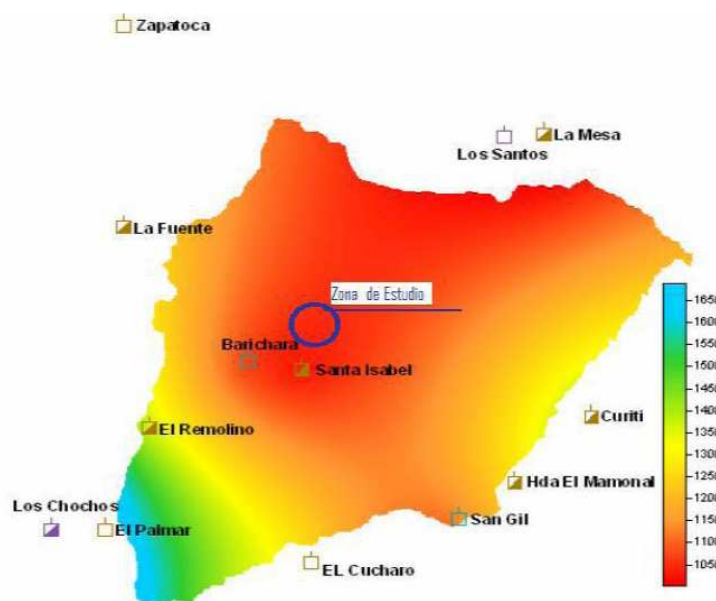 Zapatoca
La Mesa
Los Santos
La Fuente
Zona de Estudio
Barichara
Santa Isabel
El Remolino
Curiti
Hda El Mamonal
Los Chochos
El Palmar
San Gil
EL Cucharo
1650
1600
1550
1500
1450
1400
1350
1300
1250
1200
1150
1100
1050